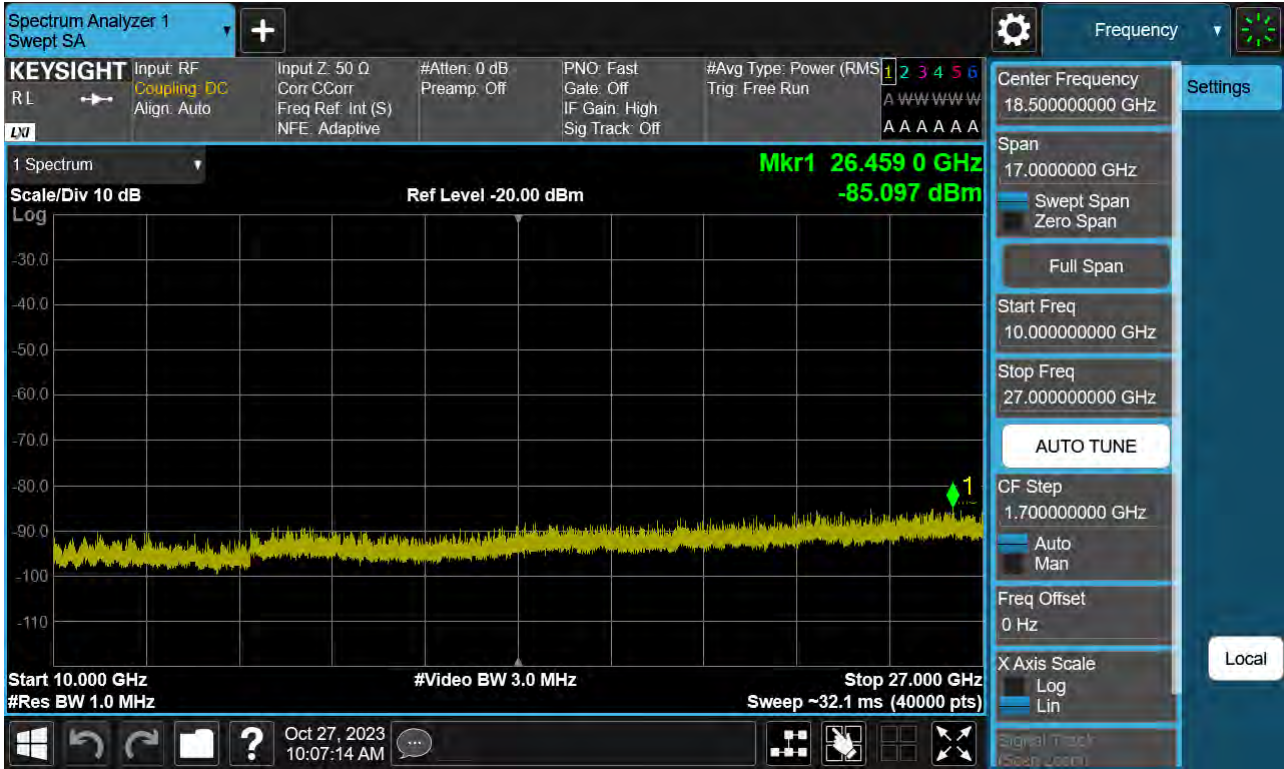 Spectrum Analyzer 1
Swept SA
+
Frequency
KEYSIGHT
RL
LXI
Input: RF
Coupling: DC
Align: Auto
Input Z: 50 Ω
Corr CCorr
Freq Ref: Int (S)
NFE: Adaptive
#Atten: 0 dB
Preamp: Off
PNO: Fast
Gate: Off
IF Gain: High
Sig Track: Off
#Avg Type: Power (RMS
Trig: Free Run
1 2 3 4 5 6
A W W W W W
A A A A A A
1 Spectrum
Scale/Div 10 dB
Ref Level -20.00 dBm
Mkr1 26.459 0 GHz
-85.097 dBm
Log
-30.0
-40.0
-50.0
-60.0
-70.0
-80.0
-90.0
-100
-110
1
Start 10.000 GHz
#Video BW 3.0 MHz
Stop 27.000 GHz
#Res BW 1.0 MHz
Sweep ~32.1 ms (40000 pts)
Center Frequency
18.500000000 GHz
Settings
Span
17.0000000 GHz
Swept Span
Zero Span
Full Span
Start Freq
10.000000000 GHz
Stop Freq
27.000000000 GHz
AUTO TUNE
CF Step
1.700000000 GHz
Auto
Man
Freq Offset
0 Hz
X Axis Scale
Log
Lin
Signal Track
(Span Zoom)
Local
?
Oct 27, 2023
10:07:14 AM